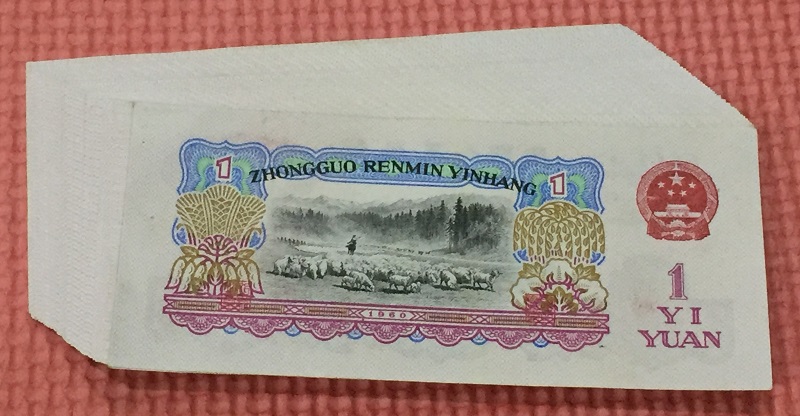 1 ZHONGGUO RENMIN YINHANG 1
1960
1
YI
YUAN